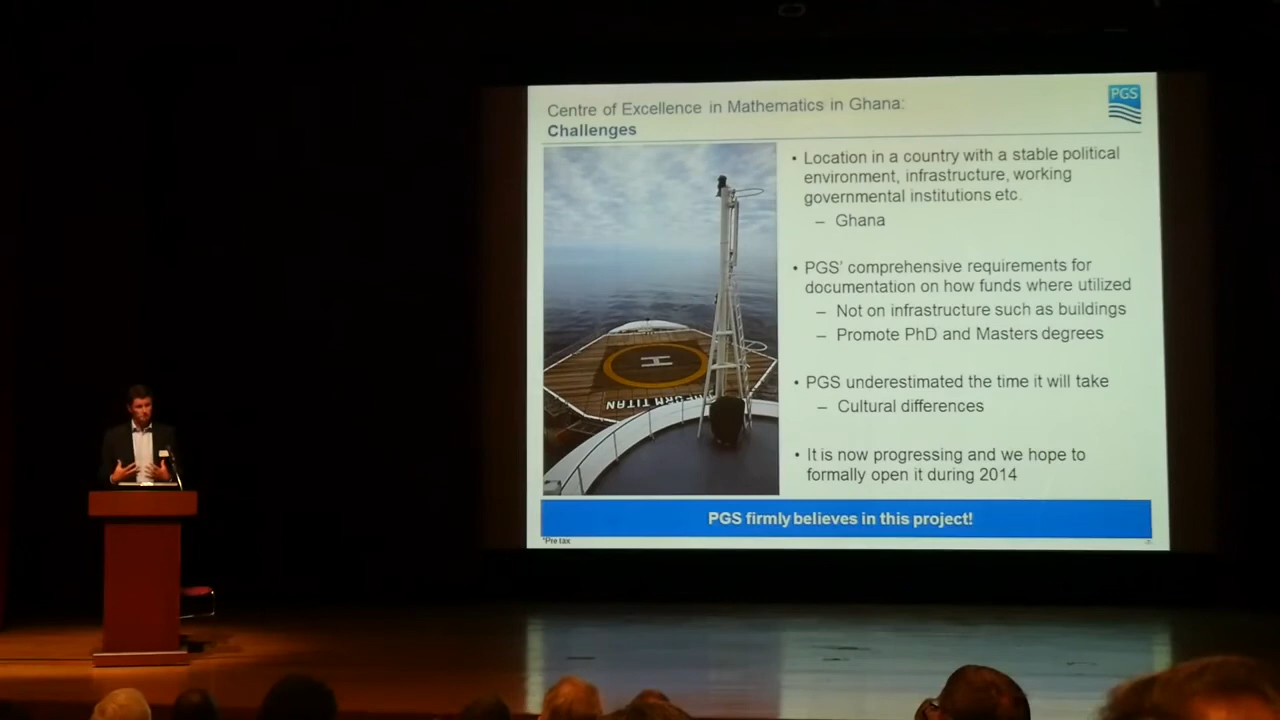 Centre of Excellence in Mathematics in Ghana:
Challenges
PGS
• Location in a country with a stable political
environment, infrastructure, working
governmental institutions etc.
– Ghana
• PGS' comprehensive requirements for
documentation on how funds where utilized
– Not on infrastructure such as buildings
– Promote PhD and Masters degrees
• PGS underestimated the time it will take
– Cultural differences
• It is now progressing and we hope to
formally open it during 2014
H
TITAN
PGS firmly believes in this project!
*Pre tax